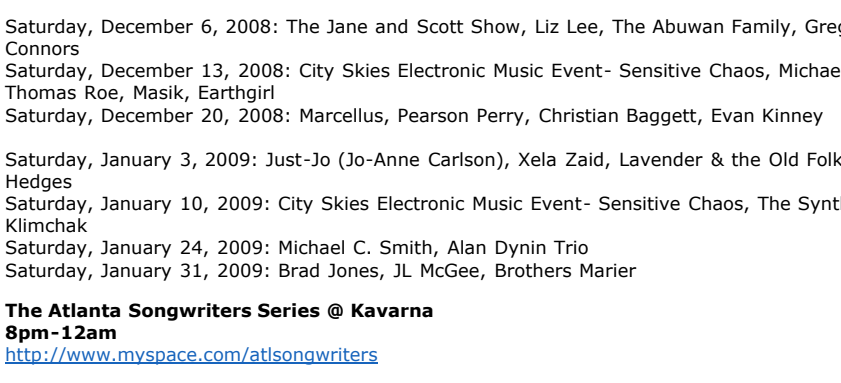 Saturday, December 6, 2008: The Jane and Scott Show, Liz Lee, The Abuwan Family,
Connors
Saturday, December 13, 2008: City Skies Electronic Music Event- Sensitive Chaos,
Thomas Roe, Masik, Earthgirl
Saturday, December 20, 2008: Marcellus, Pearson Perry, Christian Baggett, Evan Kinney
Saturday, January 3, 2009: Just-Jo (Jo-Anne Carlson), Xela Zaid, Lavender & the Old
Hedges
Saturday, January 10, 2009: City Skies Electronic Music Event- Sensitive Chaos, The
Klimchak
Saturday, January 24, 2009: Michael C. Smith, Alan Dynin Trio
Saturday, January 31, 2009: Brad Jones, JL McGee, Brothers Marier
The Atlanta Songwriters Series @ Kavarna
8pm-12am
http://www.myspace.com/atlsongwriters